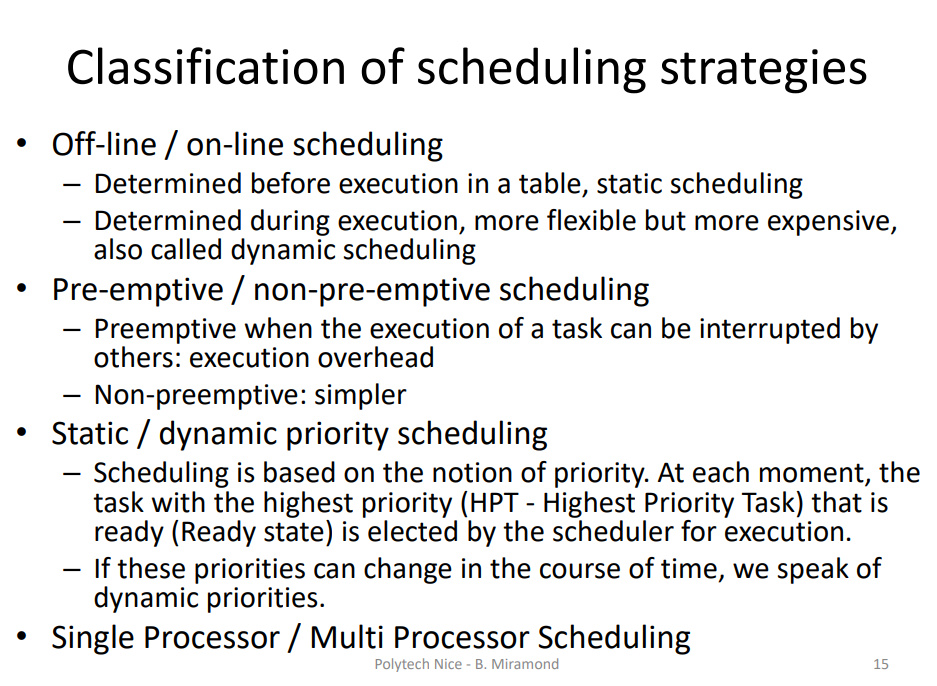 Classification of scheduling strategies
• Off-line / on-line scheduling
– Determined before execution in a table, static scheduling
– Determined during execution, more flexible but more expensive,
also called dynamic scheduling
• Pre-emptive / non-pre-emptive scheduling
– Preemptive when the execution of a task can be interrupted by
others: execution overhead
– Non-preemptive: simpler
• Static / dynamic priority scheduling
– Scheduling is based on the notion of priority. At each moment, the
task with the highest priority (HPT - Highest Priority Task) that is
ready (Ready state) is elected by the scheduler for execution.
– If these priorities can change in the course of time, we speak of
dynamic priorities.
• Single Processor / Multi Processor Scheduling
Polytech Nice - B. Miramond
15